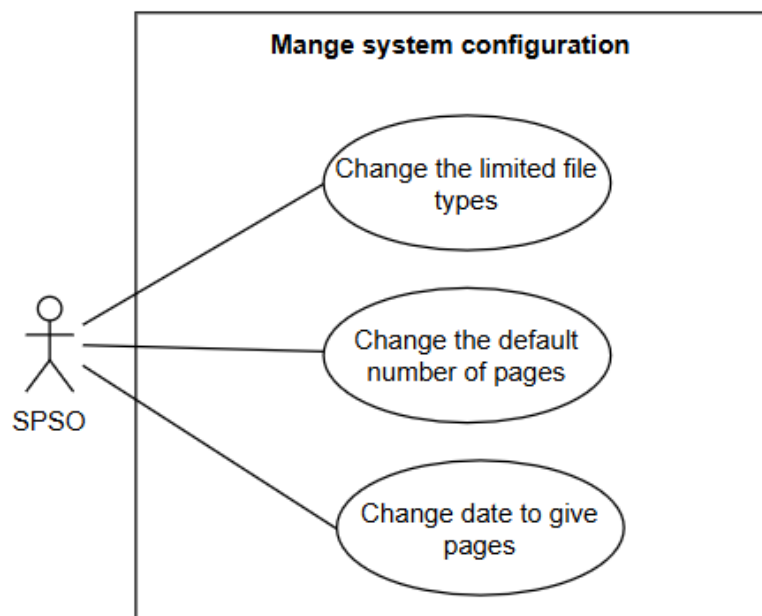 Mange system configuration
Change the limited file
types
Change the default
number of pages
SPSO
Change date to give
pages